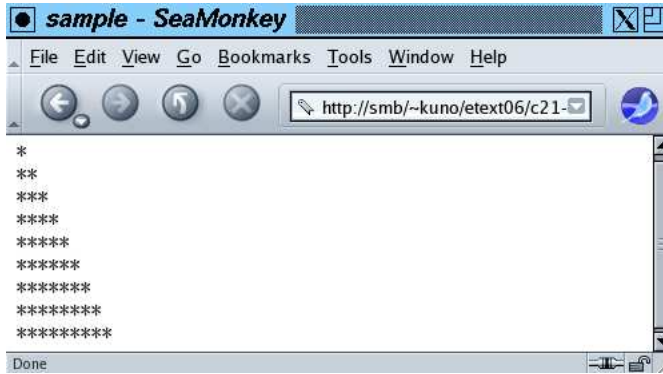 sample - SeaMonkey
File Edit View Go Bookmarks Tools Window Help
http://smb/~kuno/etext06/c21-
*
**
***
****
*****
******
*******
********
*********
Done